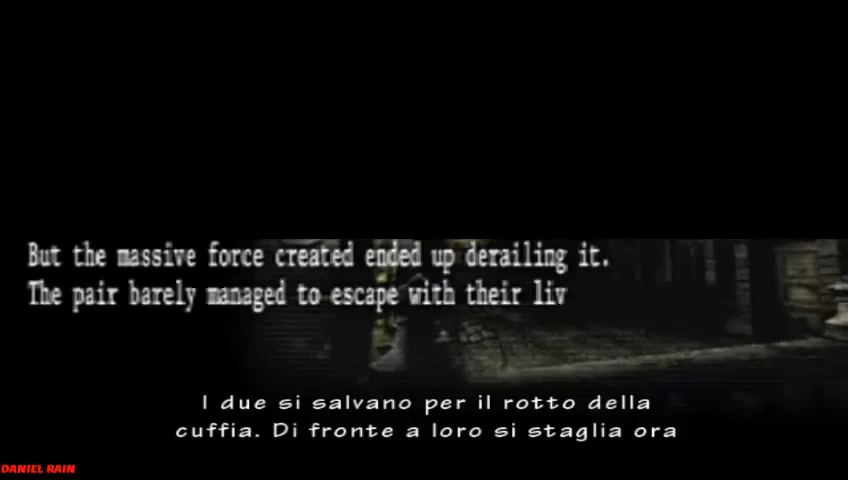 But the massive force created ended up derailing it.
The pair barely managed to escape with their liv
I due si salvano per il rotto della
cuffia. Di fronte a loro si staglia ora
DANIEL RAIN